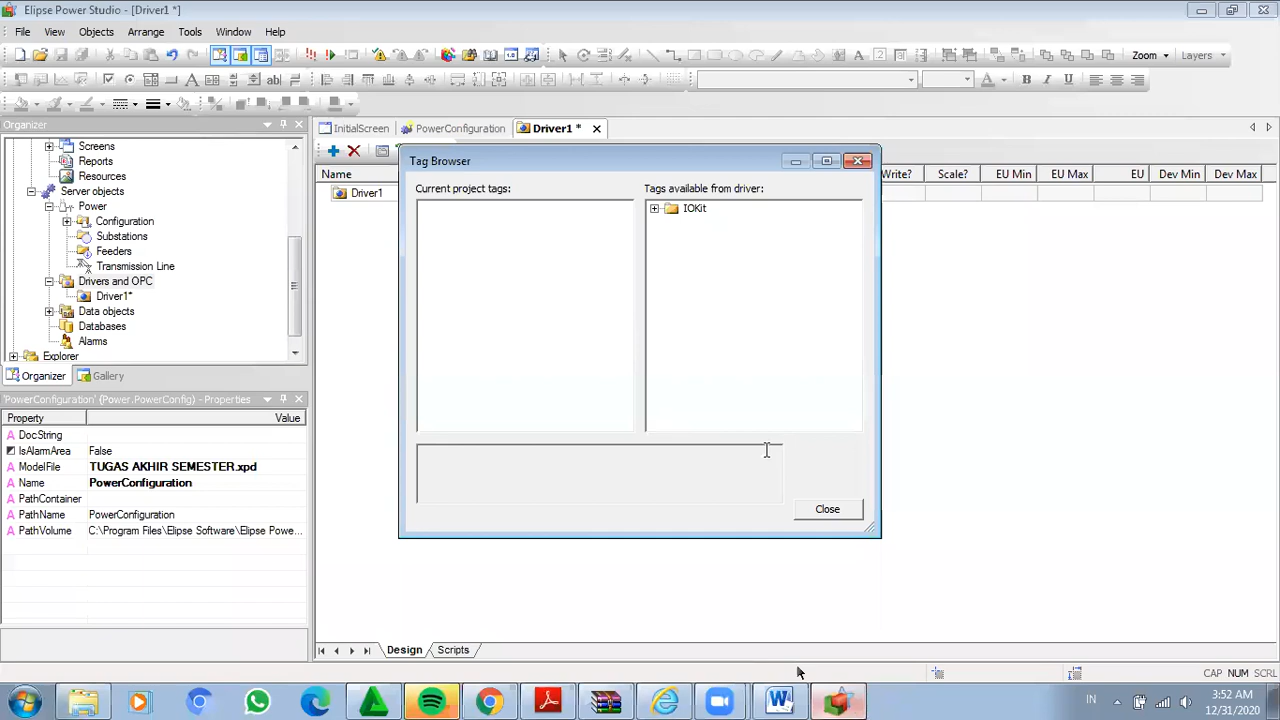 Elipse Power Studio - [Driver1 *]
File View Objects Arrange Tools Window Help
Zoom Layers
Organizer
Screens
Reports
Resources
Server objects
Power
Configuration
Substations
Feeders
Transmission Line
Drivers and OPC
Driver1*
Data objects
Databases
Alarms
Explorer
Organizer Gallery
'PowerConfiguration' (Power.PowerConfig) - Properties
Property Value
DocString
IsAlarmArea False
ModelFile TUGAS AKHIR SEMESTER.xpd
Name PowerConfiguration
PathContainer
PathName PowerConfiguration
PathVolume C:\Program Files\Elipse Software\Elipse Powe...
InitialScreen PowerConfiguration Driver1 *
Name Write? Scale? EU Min EU Max EU Dev Min Dev Max
Driver1
Tag Browser
Current project tags: Tags available from driver:
IOKit
Close
Design Scripts
CAP NUM SCRL
IN 3:52 AM
12/31/2020